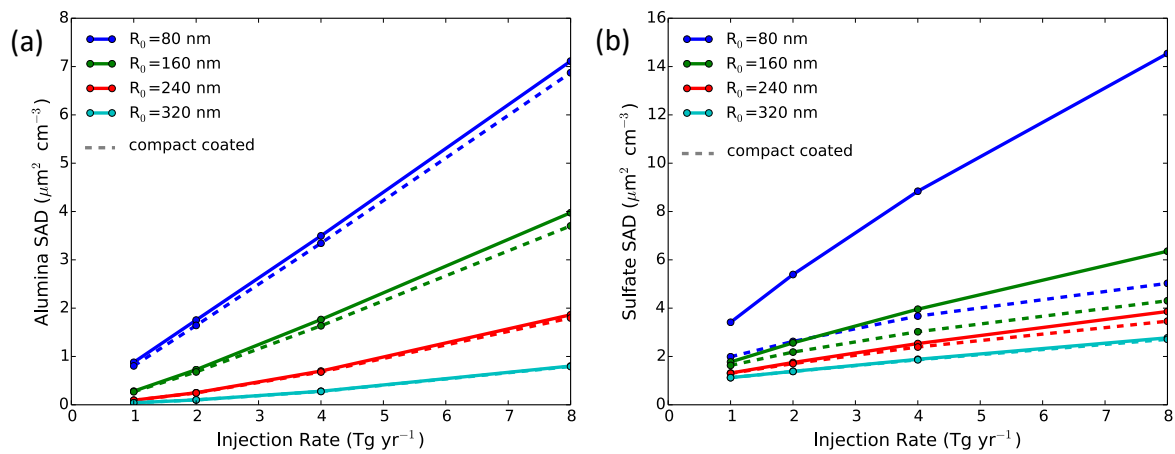 (a)
Alumina SAD (μm² cm⁻³)
8
7
6
5
4
3
2
1
0
R₀=80 nm
R₀=160 nm
R₀=240 nm
R₀=320 nm
compact coated
0 1 2 3 4 5 6 7 8
Injection Rate (Tg yr⁻¹)
(b)
Sulfate SAD (μm² cm⁻³)
16
14
12
10
8
6
4
2
0
R₀=80 nm
R₀=160 nm
R₀=240 nm
R₀=320 nm
compact coated
0 1 2 3 4 5 6 7 8
Injection Rate (Tg yr⁻¹)